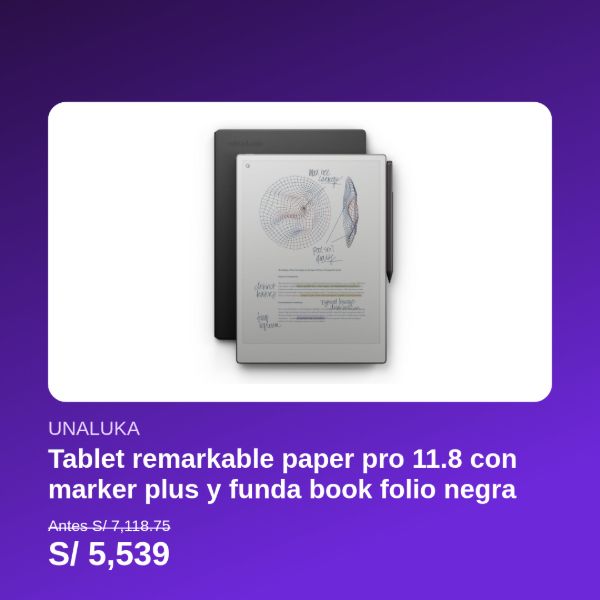 UNALUKA
Tablet remarkable paper pro 11.8 con
marker plus y funda book folio negra
Antes S/ 7,118.75
S/ 5,539